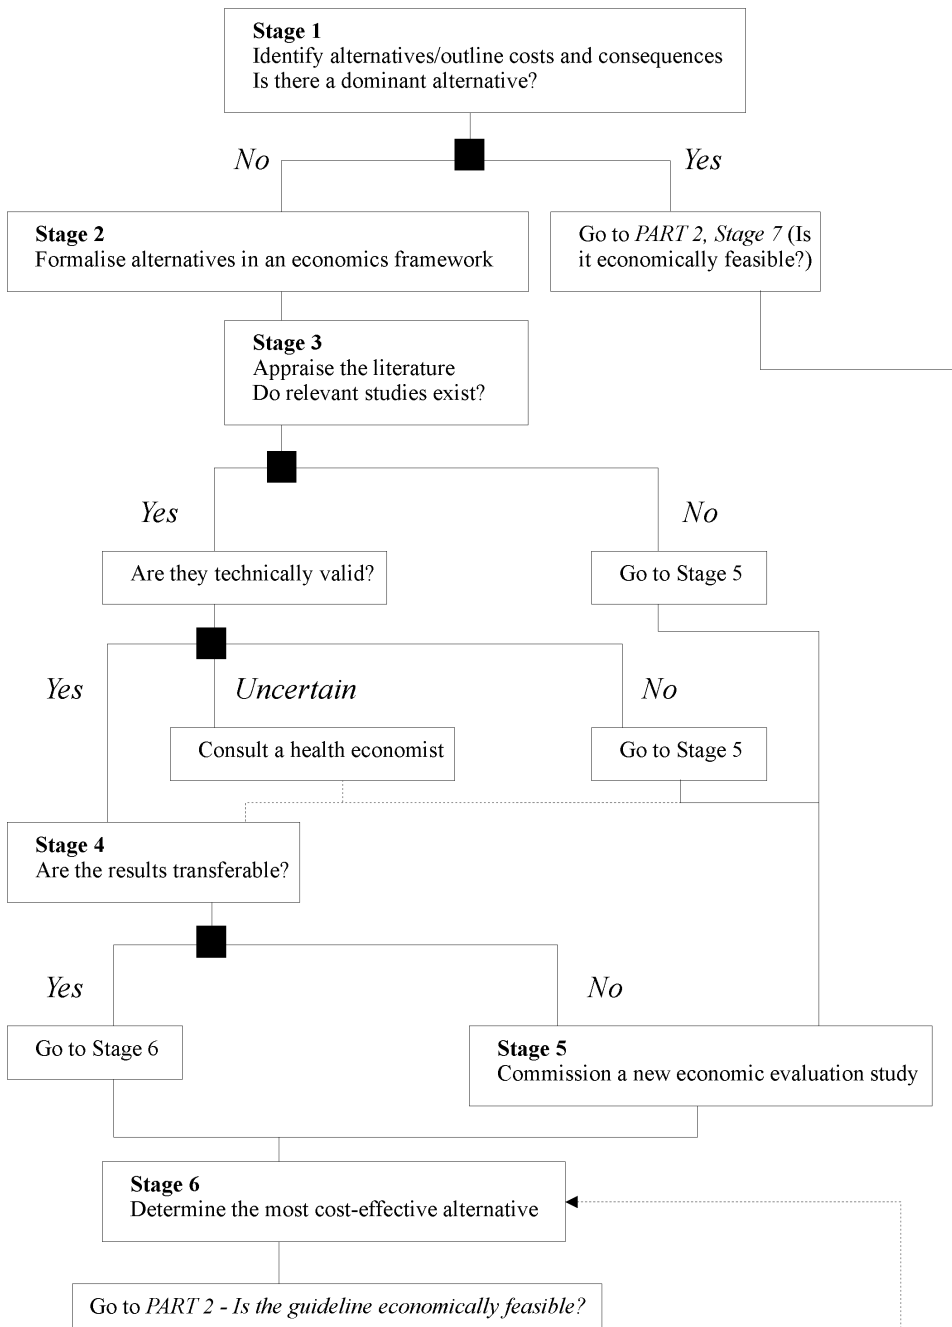 Stage 1
Identify alternatives/outline costs and consequences
Is there a dominant alternative?
No
Yes
Stage 2
Formalise alternatives in an economics framework
Go to PART 2, Stage 7 (Is
it economically feasible?)
Stage 3
Appraise the literature
Do relevant studies exist?
Yes
No
Are they technically valid?
Go to Stage 5
Yes
Uncertain
No
Consult a health economist
Go to Stage 5
Stage 4
Are the results transferable?
Yes
No
Go to Stage 6
Stage 5
Commission a new economic evaluation study
Stage 6
Determine the most cost-effective alternative
Go to PART 2 - Is the guideline economically feasible?